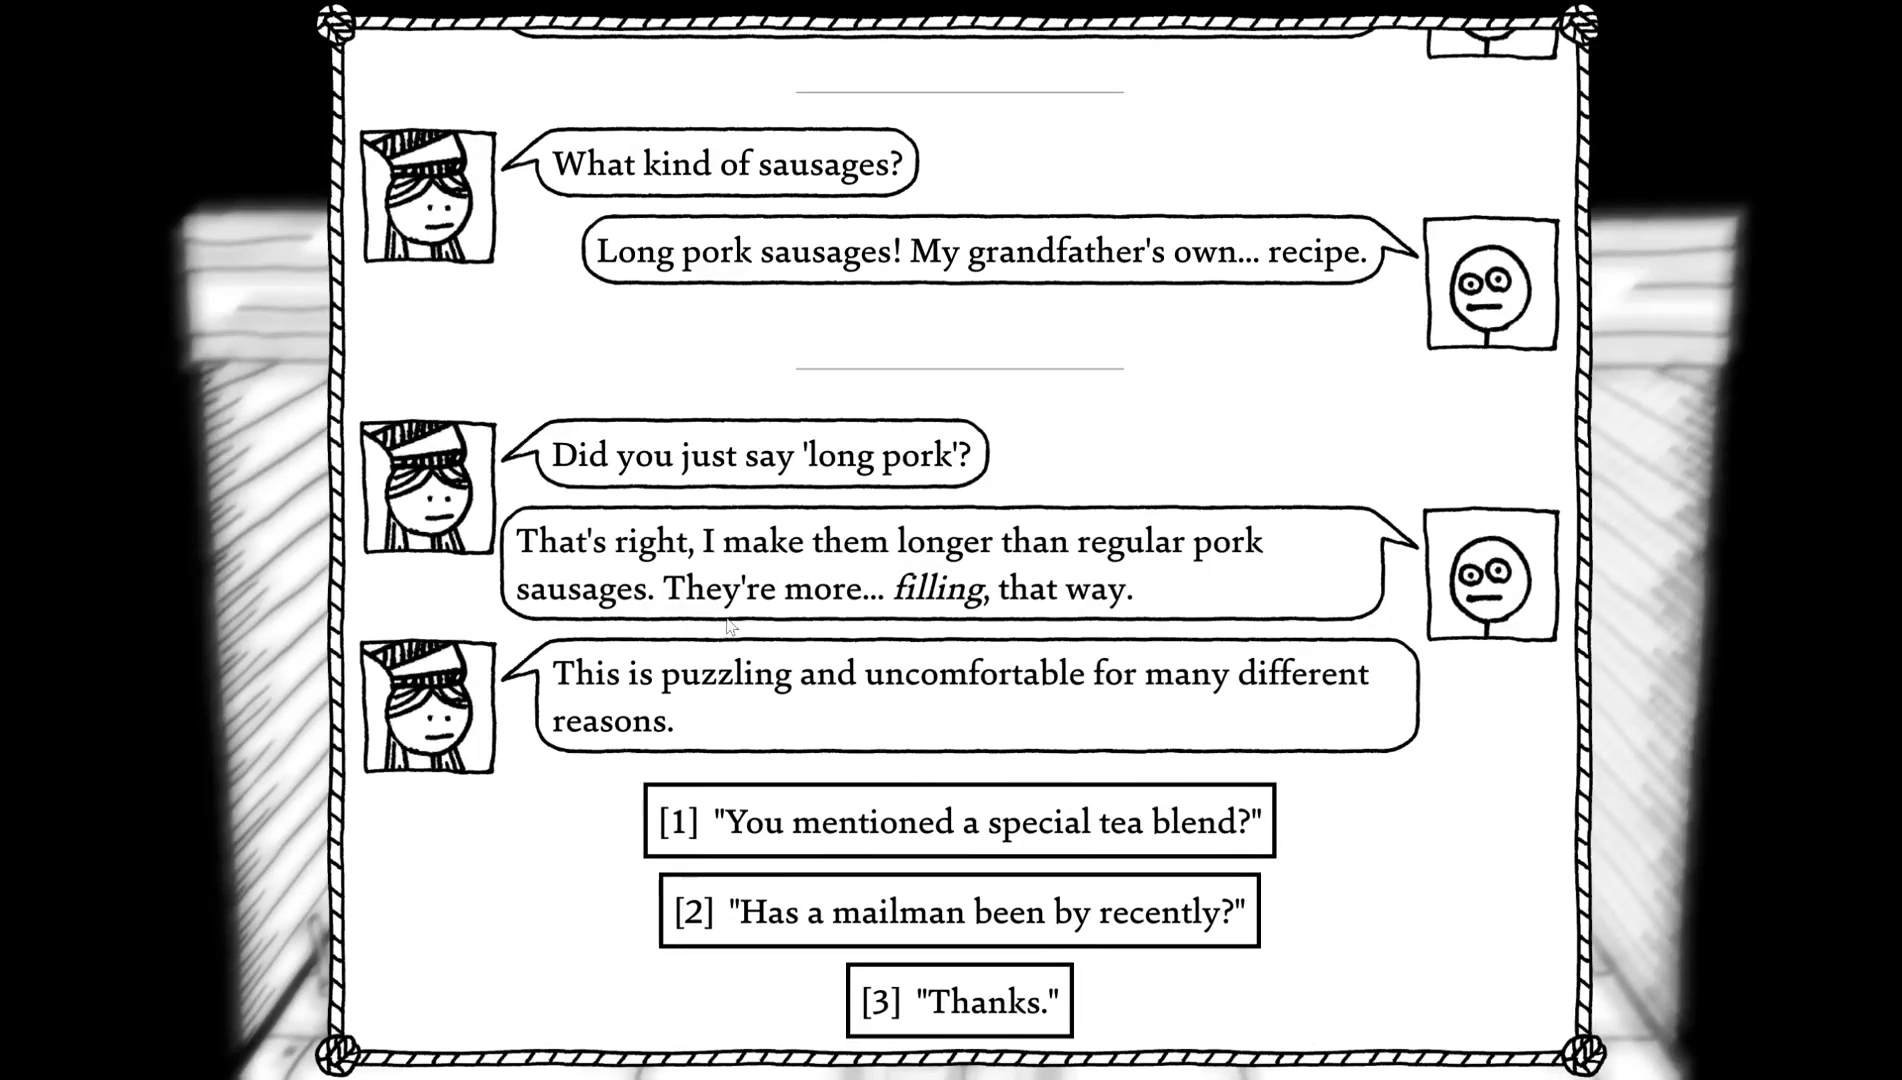 What kind of sausages?
Long pork sausages! My grandfather's own... recipe.
Did you just say 'long pork'?
That's right, I make them longer than regular pork
sausages. They're more... filling, that way.
This is puzzling and uncomfortable for many different
reasons.
[1] "You mentioned a special tea blend?"
[2] "Has a mailman been by recently?"
[3] "Thanks."